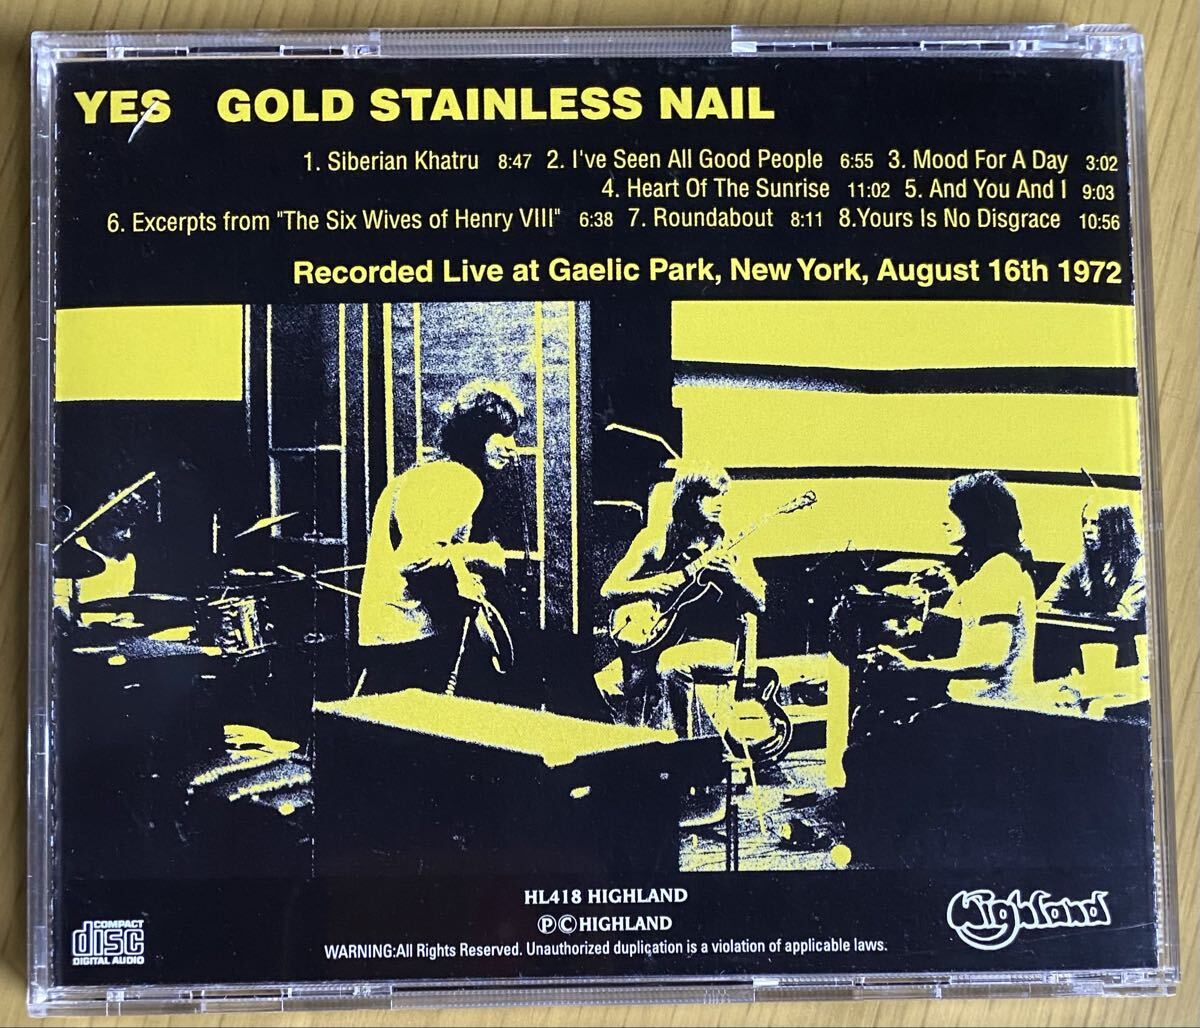 YES GOLD STAINLESS NAIL
1. Siberian Khatru 8:47 2. I've Seen All Good People 6:55 3. Mood For A Day 3:02
4. Heart Of The Sunrise 11:02 5. And You And I 9:03
6. Excerpts from "The Six Wives of Henry VIII" 6:38 7. Roundabout 8:11 8.Yours Is No Disgrace 10:56
Recorded Live at Gaelic Park, New York, August 16th 1972
HL418 HIGHLAND
ⓅⒸHIGHLAND
WARNING:All Rights Reserved. Unauthorized duplication is a violation of applicable laws.
COMPACT
disc
DIGITAL AUDIO
Highland